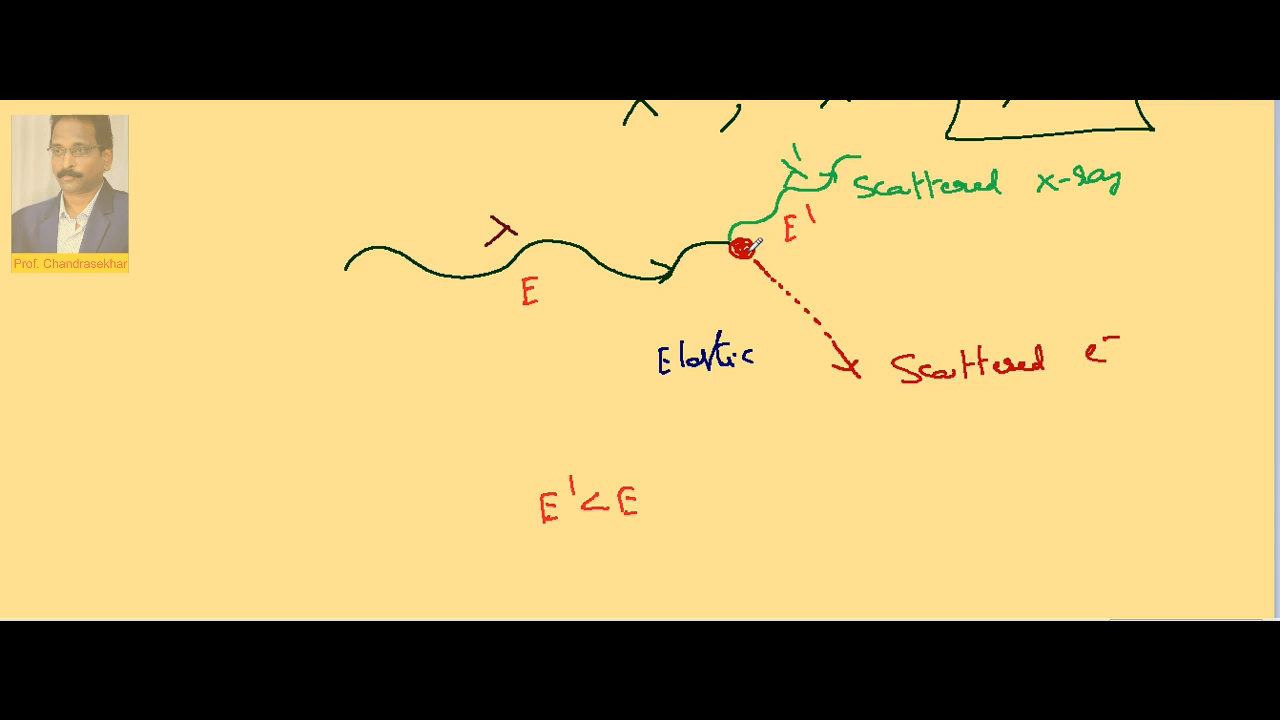 λ'
Scattered x-ray
E'
λ
E
Prof. Chandrasekhar
Elastic
Scattered e⁻
E' < E